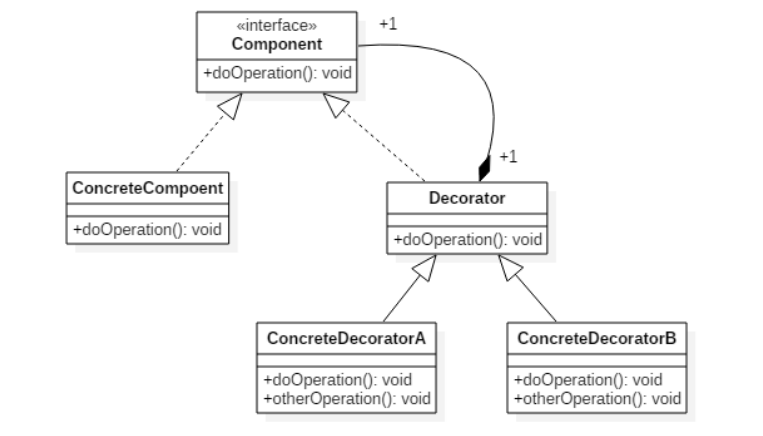 «interface»
Component
+doOperation(): void
+1
+1
ConcreteCompoent
+doOperation(): void
Decorator
+doOperation(): void
ConcreteDecoratorA
+doOperation(): void
+otherOperation(): void
ConcreteDecoratorB
+doOperation(): void
+otherOperation(): void